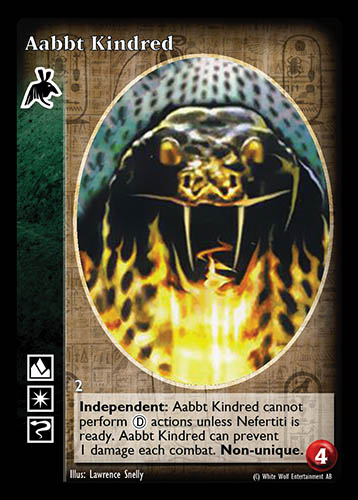 Aabbt Kindred
2
Independent: Aabbt Kindred cannot
perform D actions unless Nefertiti is
ready. Aabbt Kindred can prevent
1 damage each combat. Non-unique.
4
Illus: Lawrence Snelly
(C) White Wolf Entertainment AB